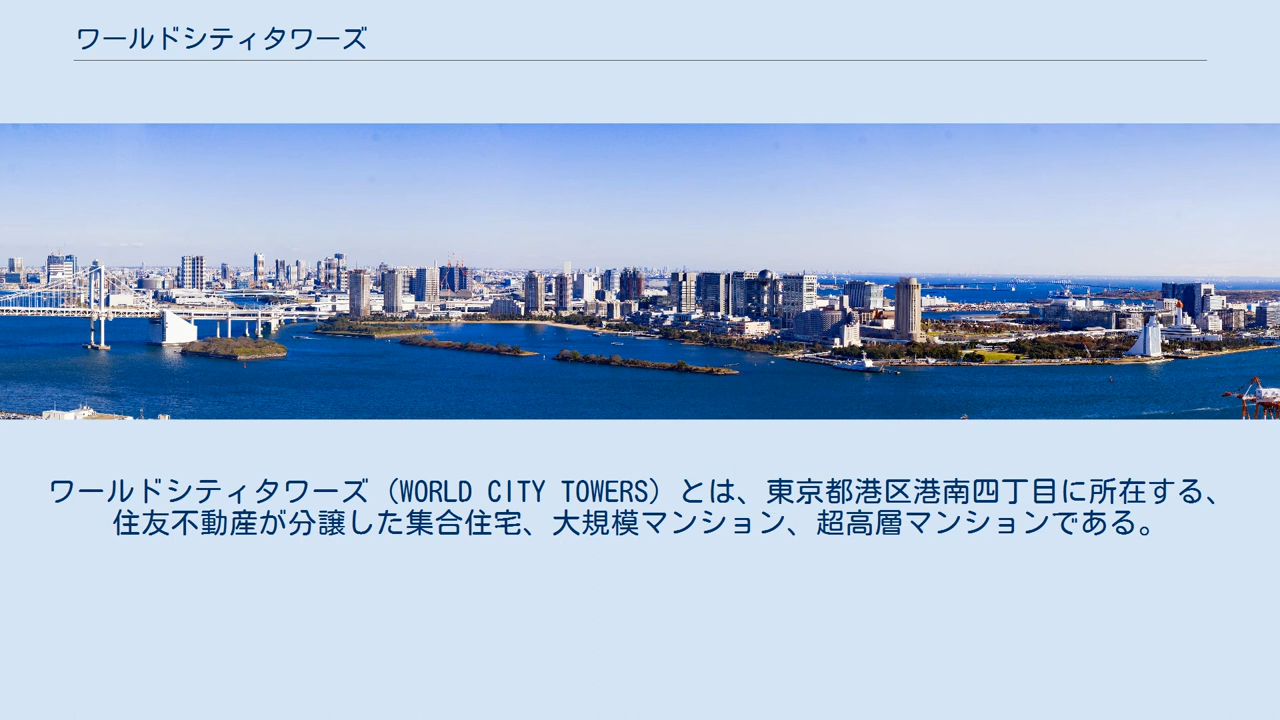 ワールドシティタワーズ
ワールドシティタワーズ（WORLD CITY TOWERS）とは、東京都港区港南四丁目に所在する、
住友不動産が分譲した集合住宅、大規模マンション、超高層マンションである。